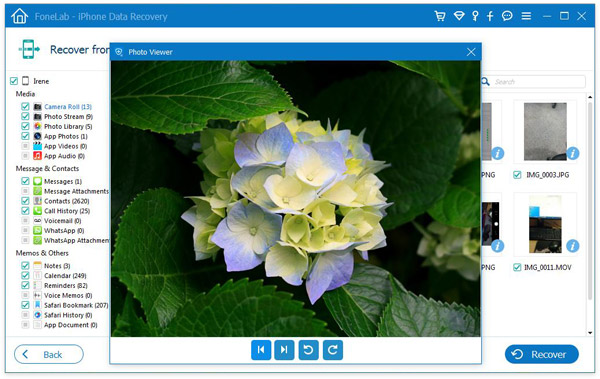 FoneLab - iPhone Data Recovery
Recover from
Photo Viewer
Search
Irene
Media
Camera Roll (13)
Photo Stream (9)
Photo Library (5)
App Photos (1)
App Videos (0)
App Audio (0)
Message & Contacts
Messages (1)
Message Attachments
Contacts (2620)
Call History (25)
Voicemail (0)
WhatsApp (0)
WhatsApp Attachment
Memos & Others
Notes (3)
Calendar (249)
Reminders (82)
Voice Memos (0)
Safari Bookmark (207)
Safari History (0)
App Document (0)
PNG
IMG_0003.JPG
PNG
IMG_0011.MOV
Back
Recover